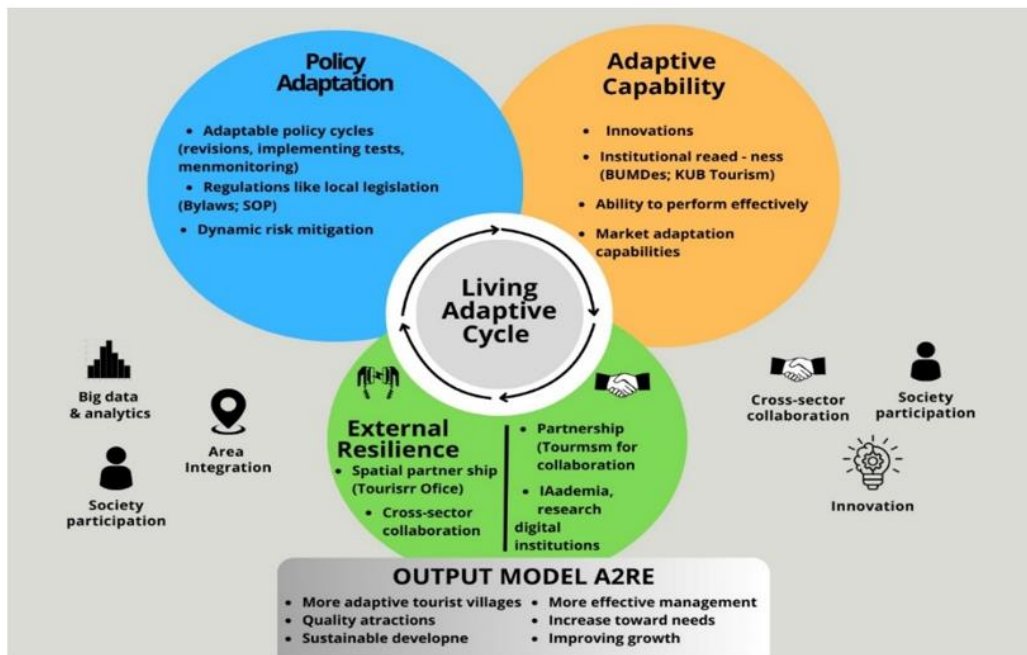 Policy
Adaptation
• Adaptable policy cycles
(revisions, implementing tests,
menmonitoring)
• Regulations like local legislation
(Bylaws; SOP)
• Dynamic risk mitigation
Adaptive
Capability
• Innovations
• Institutional reaed - ness
(BUMDes; KUB Tourism)
• Ability to perform effectively
• Market adaptation
capabilities
Living
Adaptive
Cycle
Big data
& analytics
Area
Integration
Society
participation
External
Resilience
• Spatial partner ship
(Tourisrr Ofice)
• Cross-sector
collaboration
• Partnership
(Tourmsm for
collaboration
• IAademia,
research
digital
institutions
Cross-sector
collaboration
Society
participation
Innovation
OUTPUT MODEL A2RE
• More adaptive tourist villages
• Quality atractions
• Sustainable developne
• More effective management
• Increase toward needs
• Improving growth